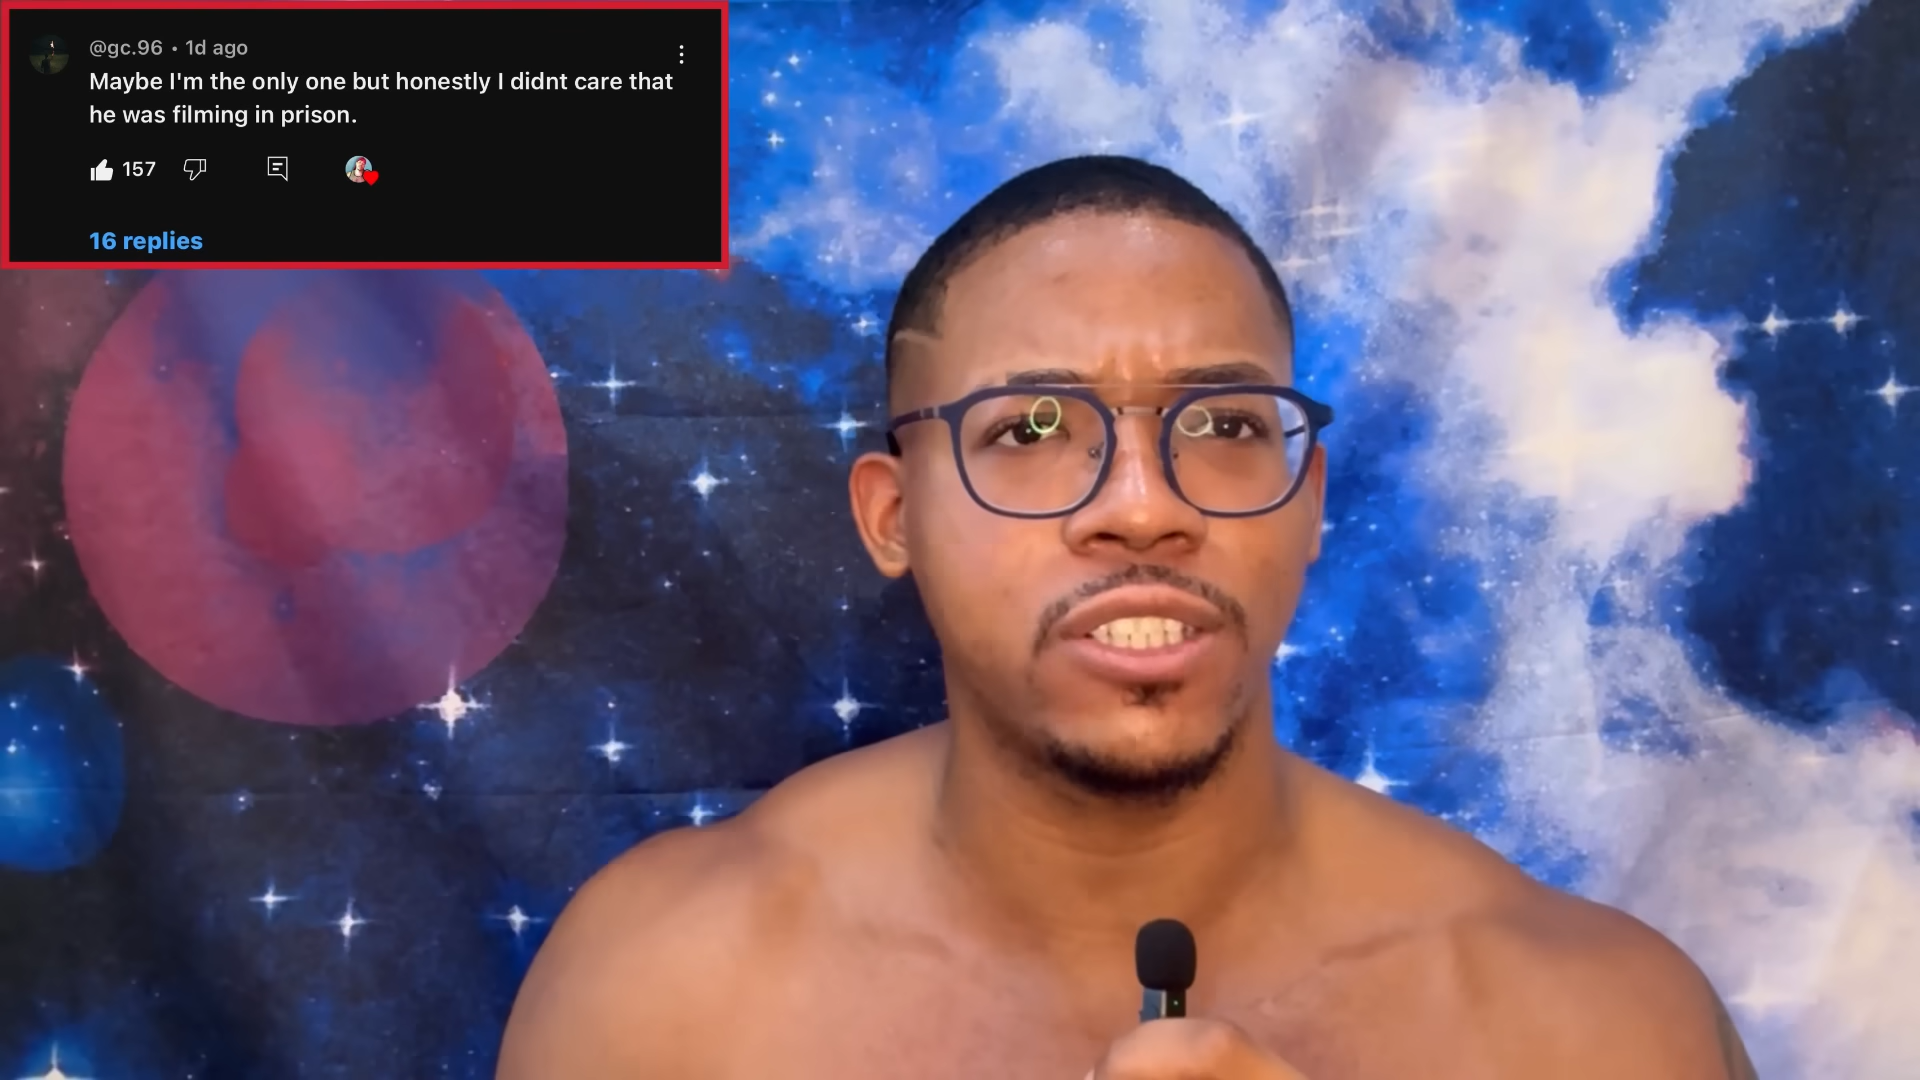 @gc.96 • 1d ago
Maybe I'm the only one but honestly I didnt care that
he was filming in prison.
157
16 replies